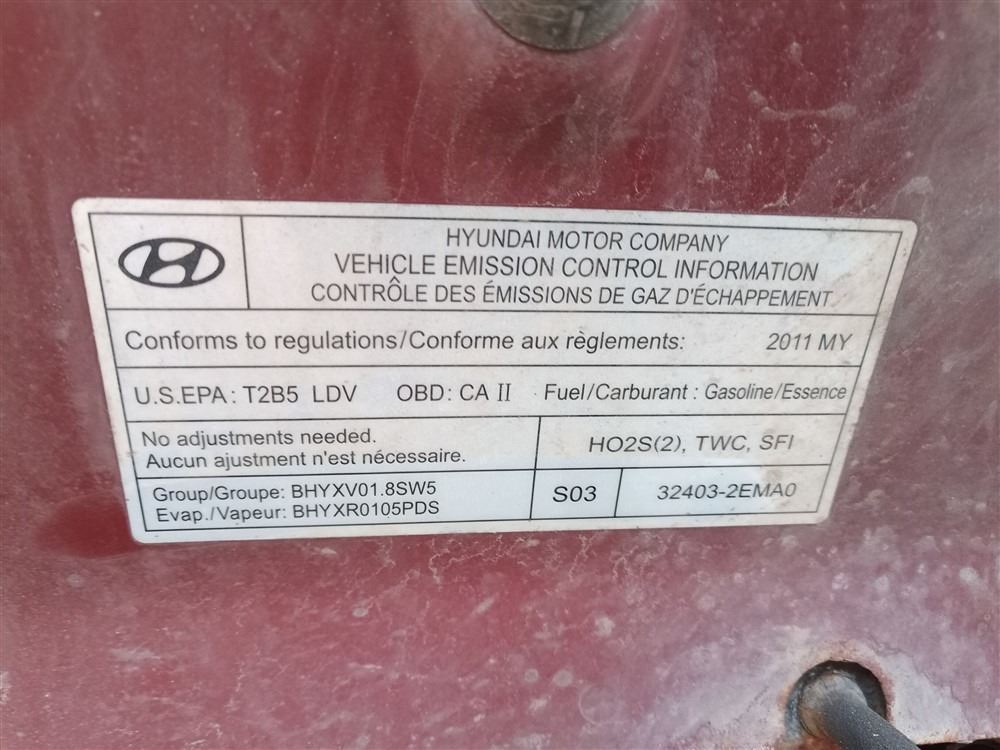 HYUNDAI MOTOR COMPANY
VEHICLE EMISSION CONTROL INFORMATION
CONTRÔLE DES ÉMISSIONS DE GAZ D'ÉCHAPPEMENT
Conforms to regulations/Conforme aux règlements: 2011 MY
U.S.EPA: T2B5 LDV OBD: CA II Fuel/Carburant : Gasoline/Essence
No adjustments needed.
Aucun ajustment n'est nécessaire.
HO2S(2), TWC, SFI
Group/Groupe: BHYXV01.8SW5
Evap./Vapeur: BHYXR0105PDS
S03
32403-2EMA0